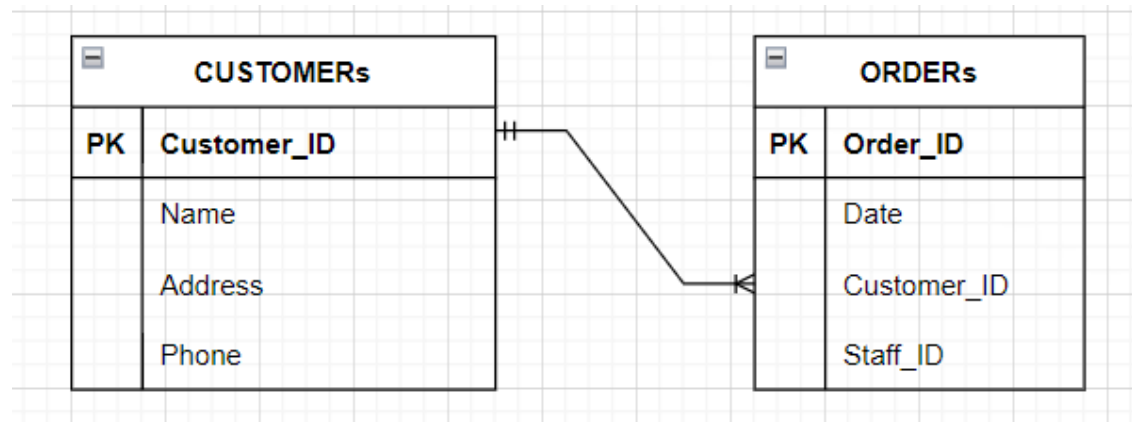 CUSTOMERs
PK Customer_ID
Name
Address
Phone
ORDERs
PK Order_ID
Date
Customer_ID
Staff_ID